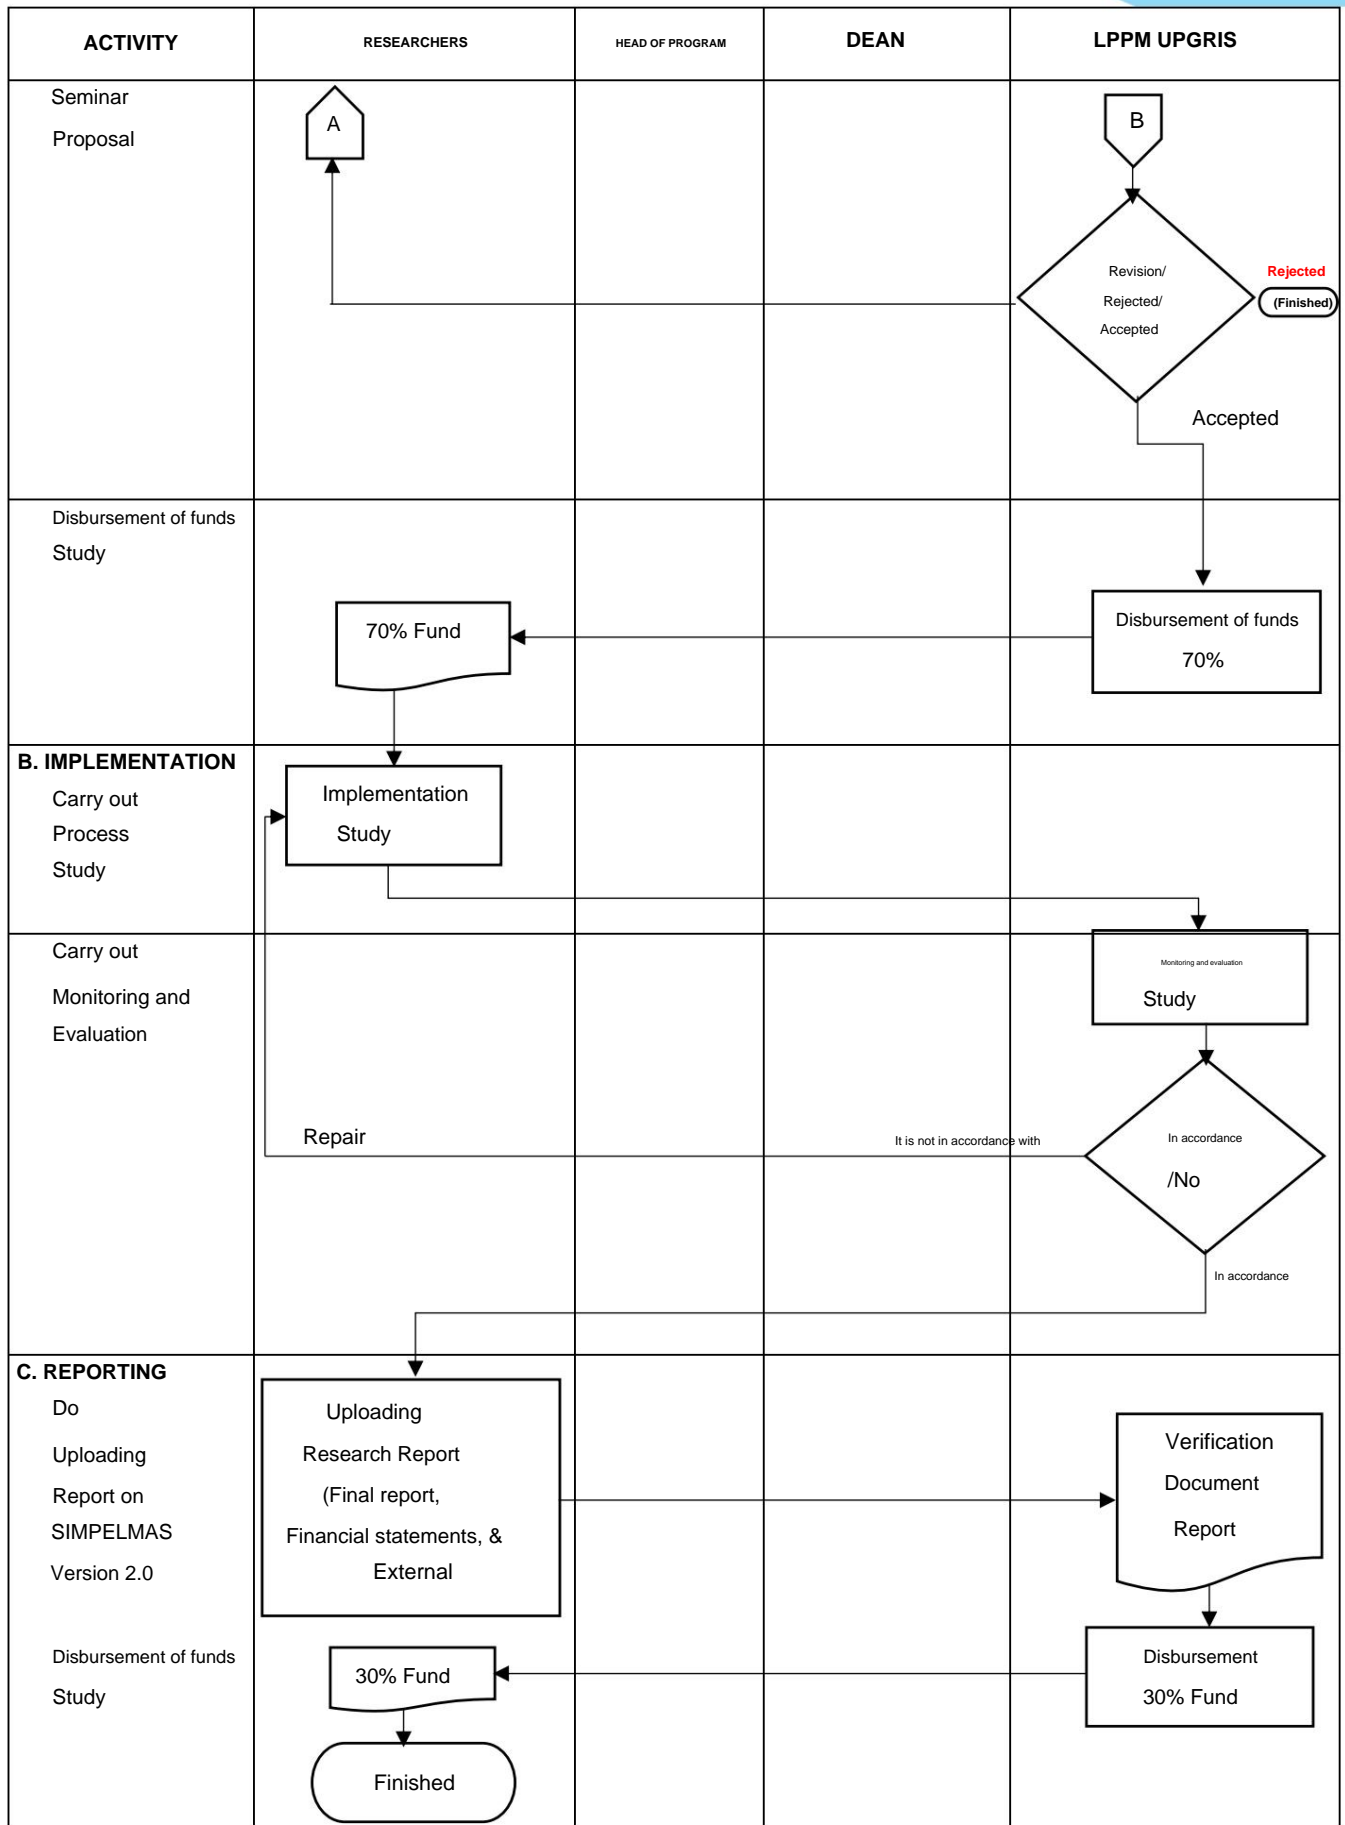 ACTIVITY
RESEARCHERS
HEAD OF PROGRAM
DEAN
LPPM UPGRIS
Seminar
Proposal
A
B
Revision/
Rejected/
Accepted
Rejected
(Finished)
Accepted
Disbursement of funds
Study
70% Fund
Disbursement of funds
70%
B. IMPLEMENTATION
Carry out
Process
Study
Implementation
Study
Carry out
Monitoring and
Evaluation
Monitoring and evaluation
Study
Repair
It is not in accordance with
In accordance
/No
In accordance
C. REPORTING
Do
Uploading
Report on
SIMPELMAS
Version 2.0
Uploading
Research Report
(Final report,
Financial statements, &
External
Verification
Document
Report
Disbursement of funds
Study
30% Fund
Disbursement
30% Fund
Finished